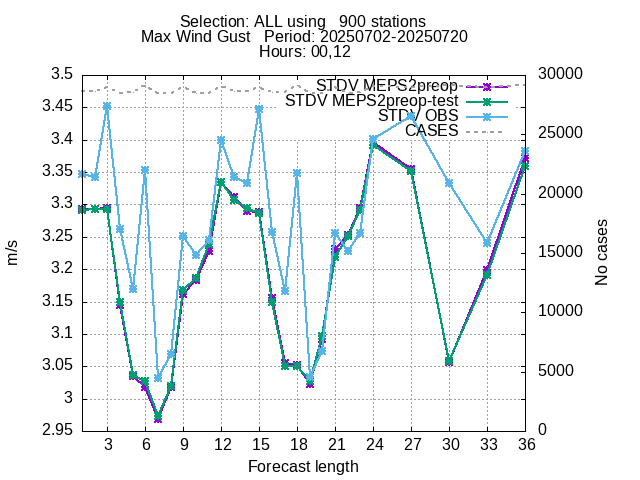 Selection: ALL using   900 stations
Max Wind Gust   Period: 20250702-20250720
Hours: 00,12
3.5
3.45
3.4
3.35
3.3
3.25
3.2
3.15
3.1
3.05
3
2.95
30000
25000
20000
15000
10000
5000
0
STDV MEPS2preop
STDV MEPS2preop-test
STDV OBS
CASES
m/s
No cases
3 6 9 12 15 18 21 24 27 30 33 36
Forecast length